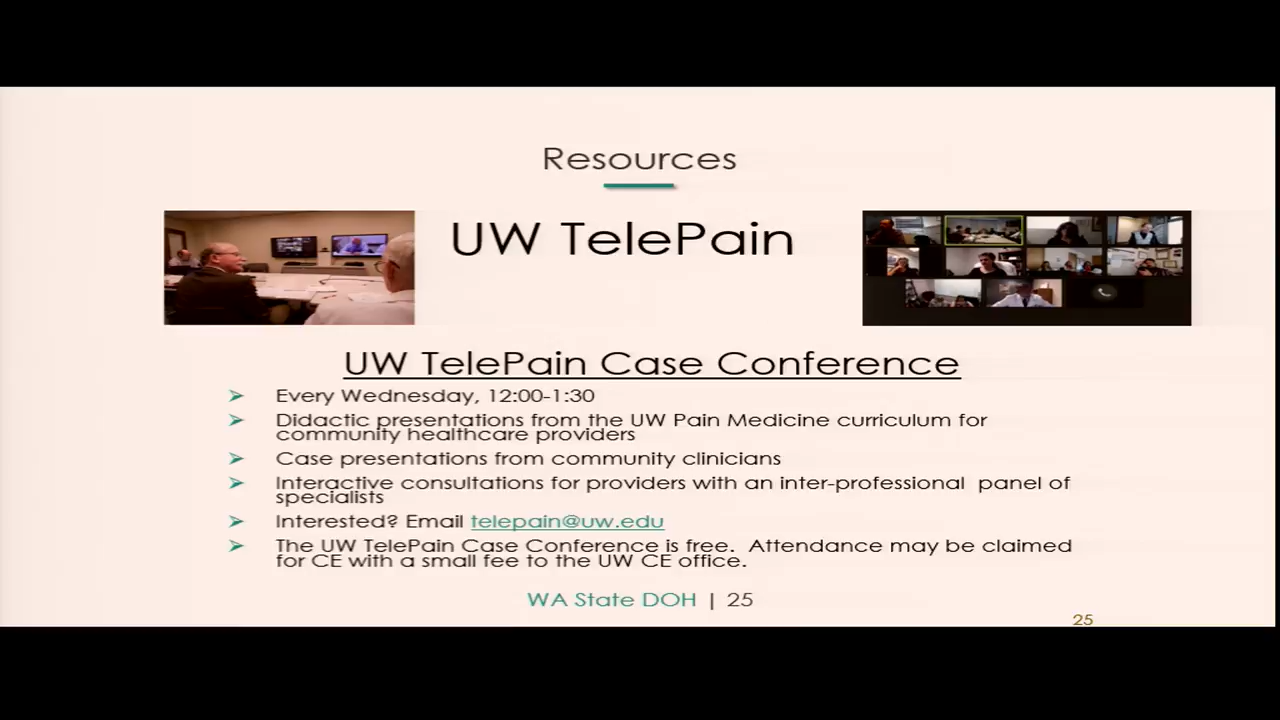 Resources
UW TelePain
UW TelePain Case Conference
Every Wednesday, 12:00-1:30
Didactic presentations from the UW Pain Medicine curriculum for
community healthcare providers
Case presentations from community clinicians
Interactive consultations for providers with an inter-professional panel of
specialists
Interested? Email telepain@uw.edu
The UW TelePain Case Conference is free. Attendance may be claimed
for CE with a small fee to the UW CE office.
WA State DOH | 25
25